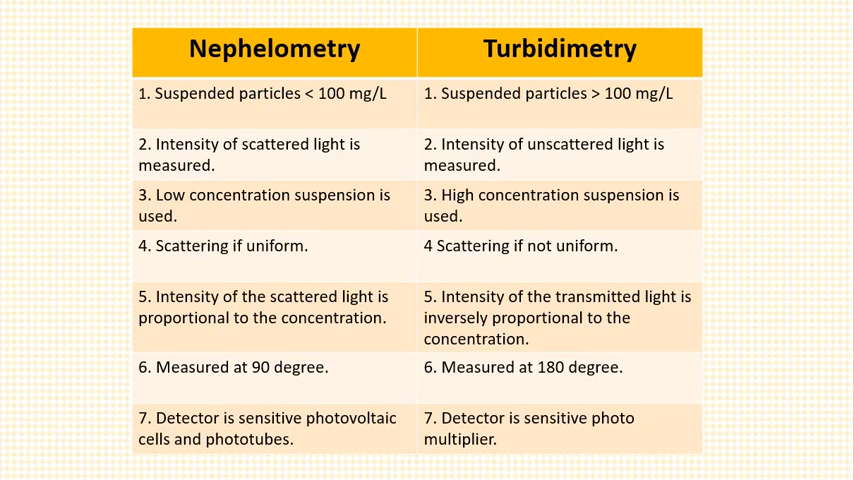 Nephelometry
Turbidimetry
1. Suspended particles < 100 mg/L
1. Suspended particles > 100 mg/L
2. Intensity of scattered light is
measured.
2. Intensity of unscattered light is
measured.
3. Low concentration suspension is
used.
3. High concentration suspension is
used.
4. Scattering if uniform.
4 Scattering if not uniform.
5. Intensity of the scattered light is
proportional to the concentration.
5. Intensity of the transmitted light is
inversely proportional to the
concentration.
6. Measured at 90 degree.
6. Measured at 180 degree.
7. Detector is sensitive photovoltaic
cells and phototubes.
7. Detector is sensitive photo
multiplier.